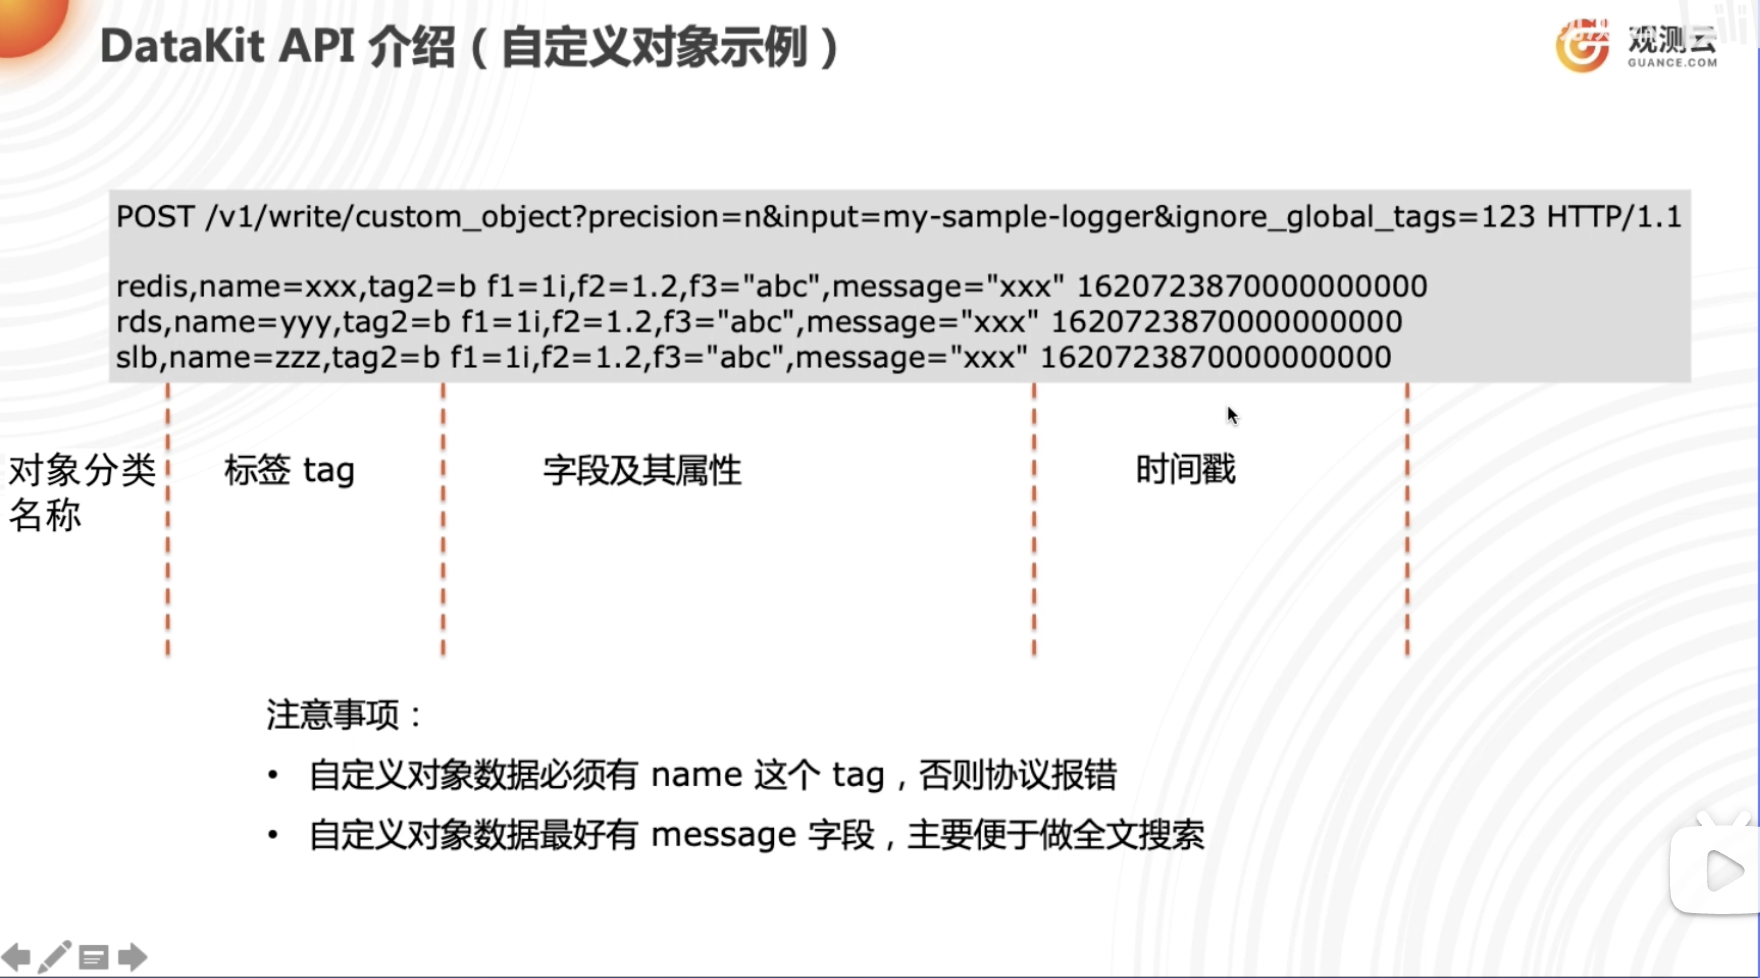 DataKit API 介绍（自定义对象示例）
观测云
GUANCE.COM
POST /v1/write/custom_object?precision=n&input=my-sample-logger&ignore_global_tags=123 HTTP/1.1
redis,name=xxx,tag2=b f1=1i,f2=1.2,f3="abc",message="xxx" 1620723870000000000
rds,name=yyy,tag2=b f1=1i,f2=1.2,f3="abc",message="xxx" 1620723870000000000
slb,name=zzz,tag2=b f1=1i,f2=1.2,f3="abc",message="xxx" 1620723870000000000
对象分类
名称
标签 tag
字段及其属性
时间戳
注意事项：
• 自定义对象数据必须有 name 这个 tag，否则协议报错
• 自定义对象数据最好有 message 字段，主要便于做全文搜索